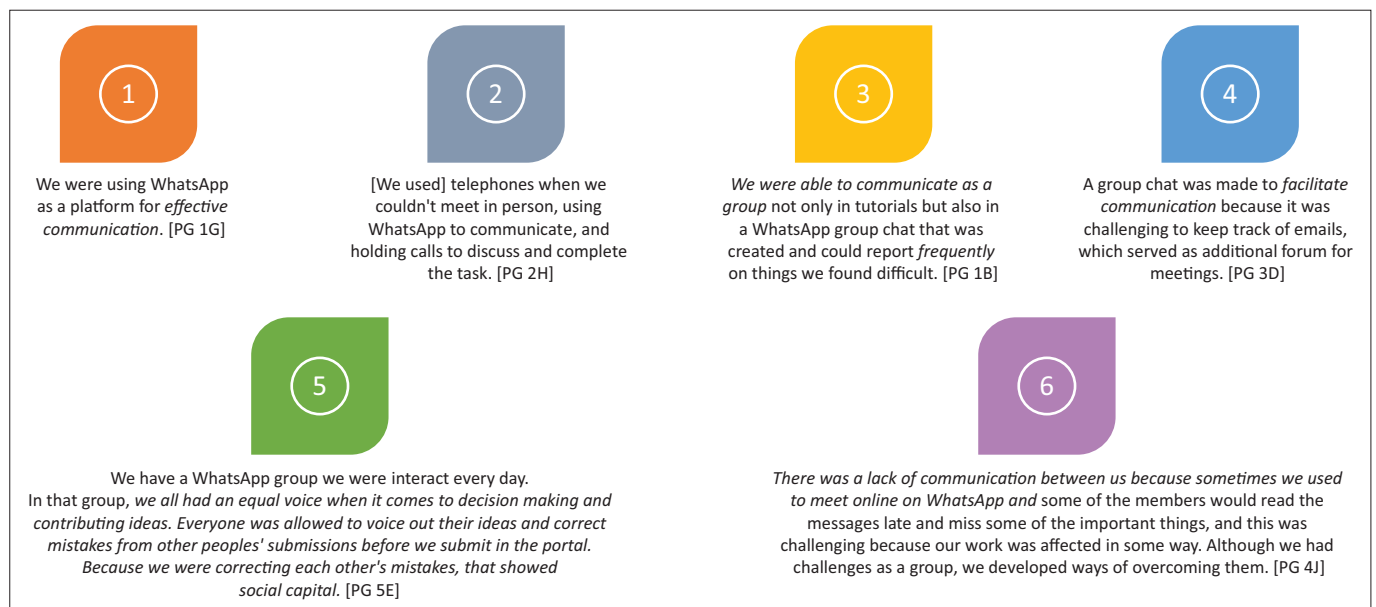 1
We were using WhatsApp
as a platform for effective
communication. [PG 1G]
2
[We used] telephones when we
couldn't meet in person, using
WhatsApp to communicate, and
holding calls to discuss and complete
the task. [PG 2H]
3
We were able to communicate as a
group not only in tutorials but also in
a WhatsApp group chat that was
created and could report frequently
on things we found difficult. [PG 1B]
4
A group chat was made to facilitate
communication because it was
challenging to keep track of emails,
which served as additional forum for
meetings. [PG 3D]
5
We have a WhatsApp group we were interact every day.
In that group, we all had an equal voice when it comes to decision making and
contributing ideas. Everyone was allowed to voice out their ideas and correct
mistakes from other peoples' submissions before we submit in the portal.
Because we were correcting each other's mistakes, that showed
social capital. [PG 5E]
6
There was a lack of communication between us because sometimes we used
to meet online on WhatsApp and some of the members would read the
messages late and miss some of the important things, and this was
challenging because our work was affected in some way. Although we had
challenges as a group, we developed ways of overcoming them. [PG 4J]